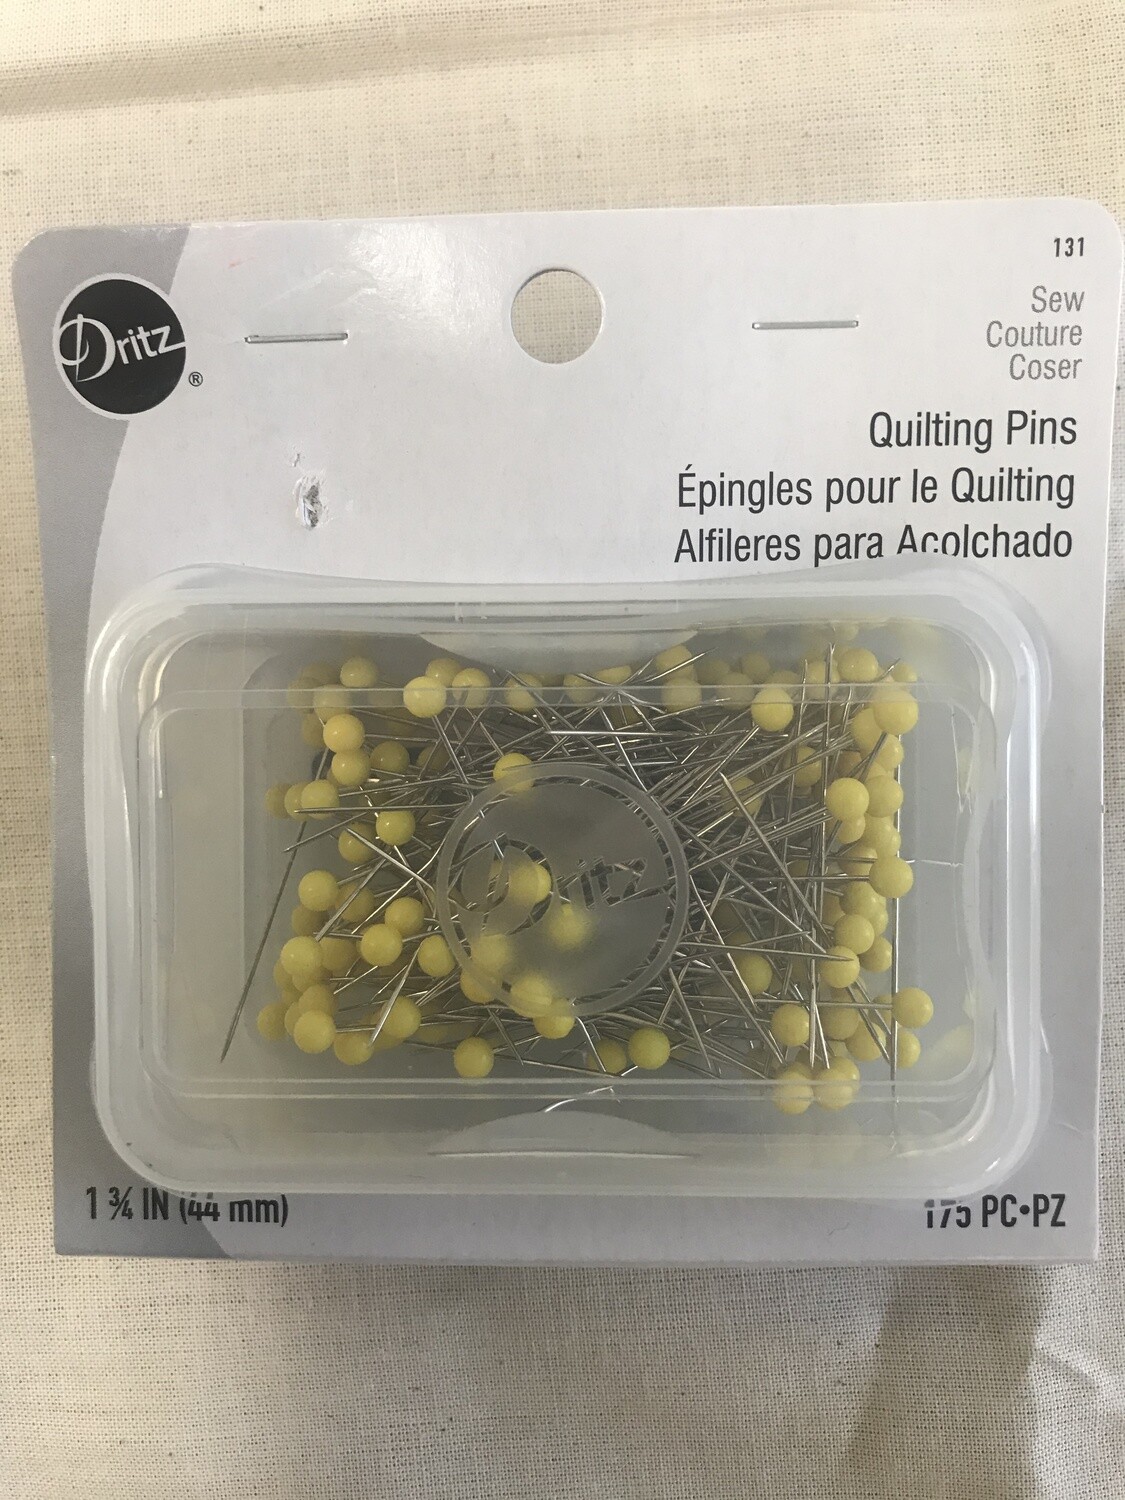 131
Dritz®
Sew
Couture
Coser
Quilting Pins
Épingles pour le Quilting
Alfileres para Acolchado
Dritz
1 ¾ IN (44 mm)
175 PC•PZ